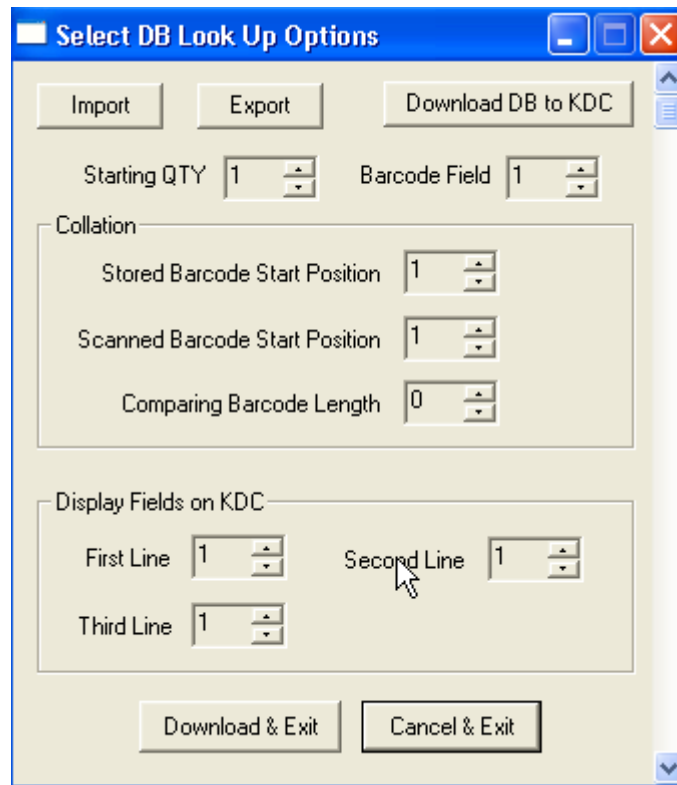 Select DB Look Up Options
Import Export Download DB to KDC
Starting QTY 1 Barcode Field 1
Collation
Stored Barcode Start Position 1
Scanned Barcode Start Position 1
Comparing Barcode Length 0
Display Fields on KDC
First Line 1 Second Line 1
Third Line 1
Download & Exit Cancel & Exit